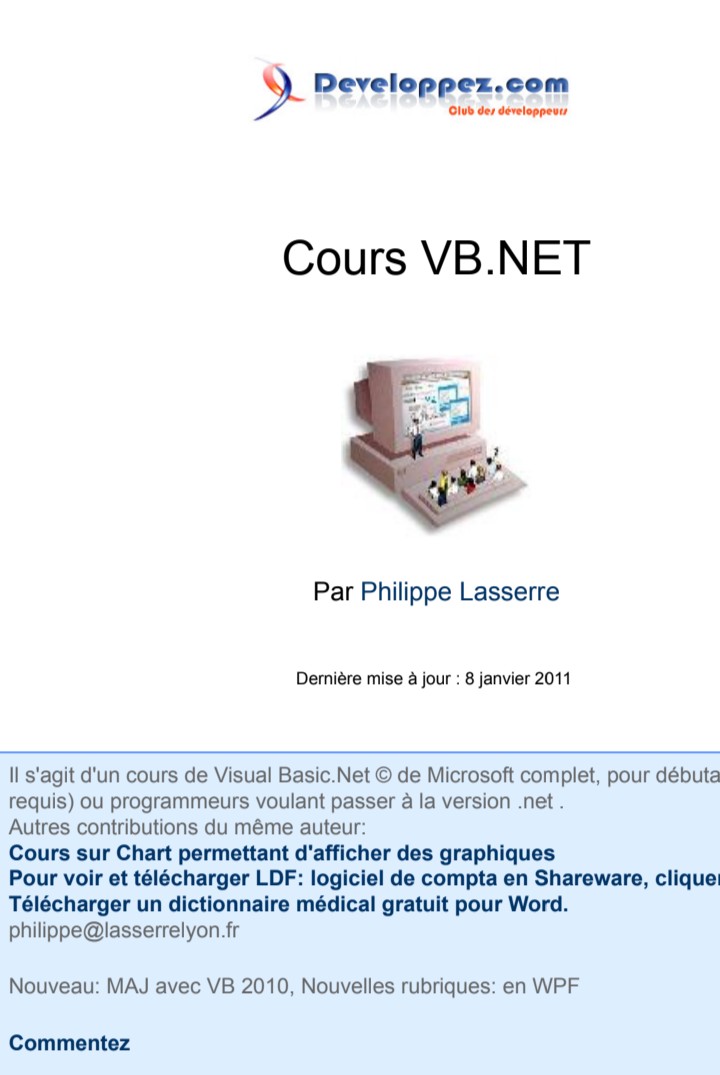 Developpez.com
Club des développeurs
Cours VB.NET
Par Philippe Lasserre
Dernière mise à jour : 8 janvier 2011
Il s'agit d'un cours de Visual Basic.Net © de Microsoft complet, pour débuta
requis) ou programmeurs voulant passer à la version .net .
Autres contributions du même auteur:
Cours sur Chart permettant d'afficher des graphiques
Pour voir et télécharger LDF: logiciel de compta en Shareware, clique
Télécharger un dictionnaire médical gratuit pour Word.
philippe@lasserrelyon.fr
Nouveau: MAJ avec VB 2010, Nouvelles rubriques: en WPF
Commentez